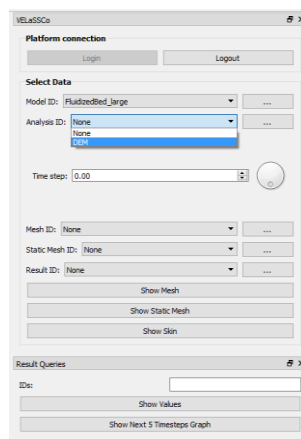 VELaSSCo
Platform connection
Login Logout
Select Data
Model ID: FluidizedBed_large ...
Analysis ID: None ...
None
DEM
Time step: 0.00
Mesh ID: None ...
Static Mesh ID: None ...
Result ID: None ...
Show Mesh
Show Static Mesh
Show Skin
Result Queries
IDs:
Show Values
Show Next 5 Timesteps Graph